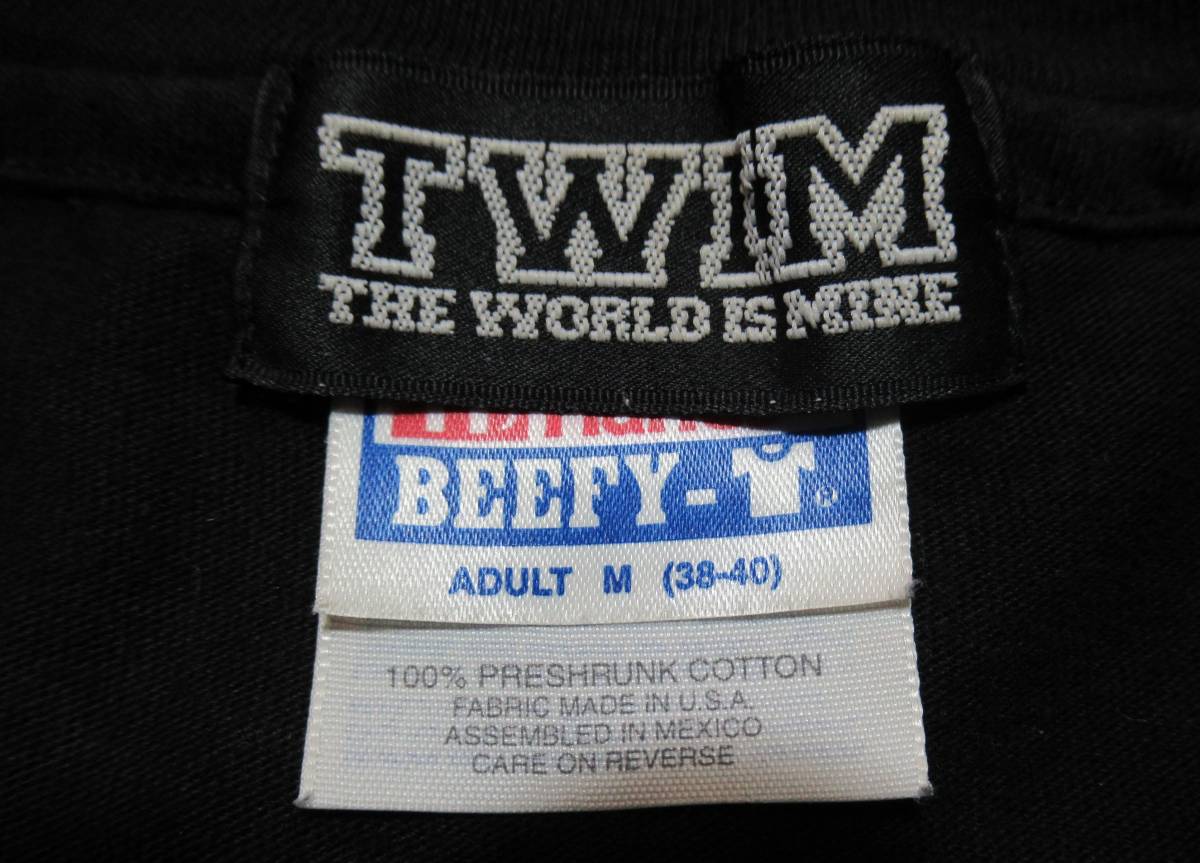 TWIM
THE WORLD IS MINE
BEEFY-T®
ADULT M (38-40)
100% PRESHRUNK COTTON
FABRIC MADE IN U.S.A.
ASSEMBLED IN MEXICO
CARE ON REVERSE